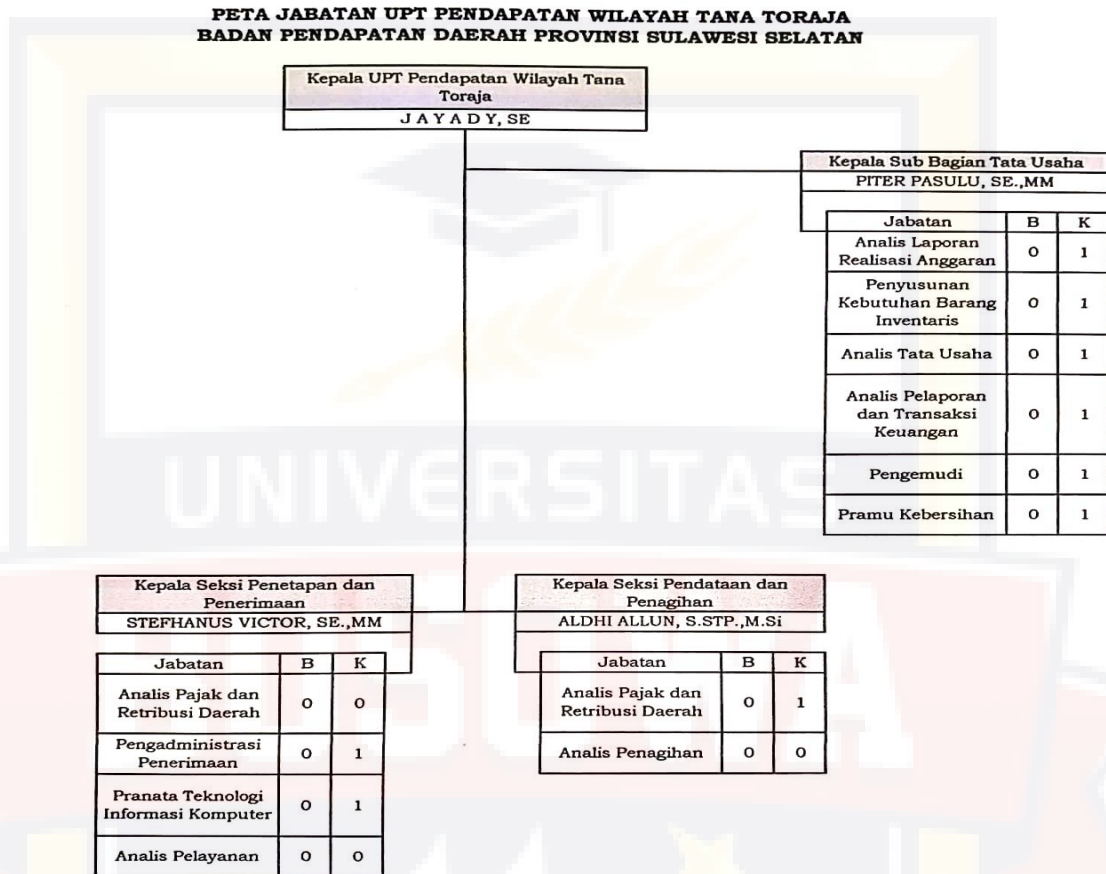 PETA JABATAN UPT PENDAPATAN WILAYAH TANA TORAJA
BADAN PENDAPATAN DAERAH PROVINSI SULAWESI SELATAN
Kepala UPT Pendapatan Wilayah Tana
Toraja
J A Y A D Y, SE
Kepala Sub Bagian Tata Usaha
PITER PASULU, SE.,MM
Jabatan B K
Analis Laporan
Realisasi Anggaran 0 1
Penyusunan
Kebutuhan Barang
Inventaris 0 1
Analis Tata Usaha 0 1
Analis Pelaporan
dan Transaksi
Keuangan 0 1
Pengemudi 0 1
Pramu Kebersihan 0 1
UNIVERSITAS
BOSOWA
Kepala Seksi Penetapan dan
Penerimaan
STEFHANUS VICTOR, SE.,MM
Jabatan B K
Analis Pajak dan
Retribusi Daerah 0 0
Pengadministrasi
Penerimaan 0 1
Pranata Teknologi
Informasi Komputer 0 1
Analis Pelayanan 0 0
Kepala Seksi Pendataan dan
Penagihan
ALDHI ALLUN, S.STP.,M.Si
Jabatan B K
Analis Pajak dan
Retribusi Daerah 0 1
Analis Penagihan 0 0